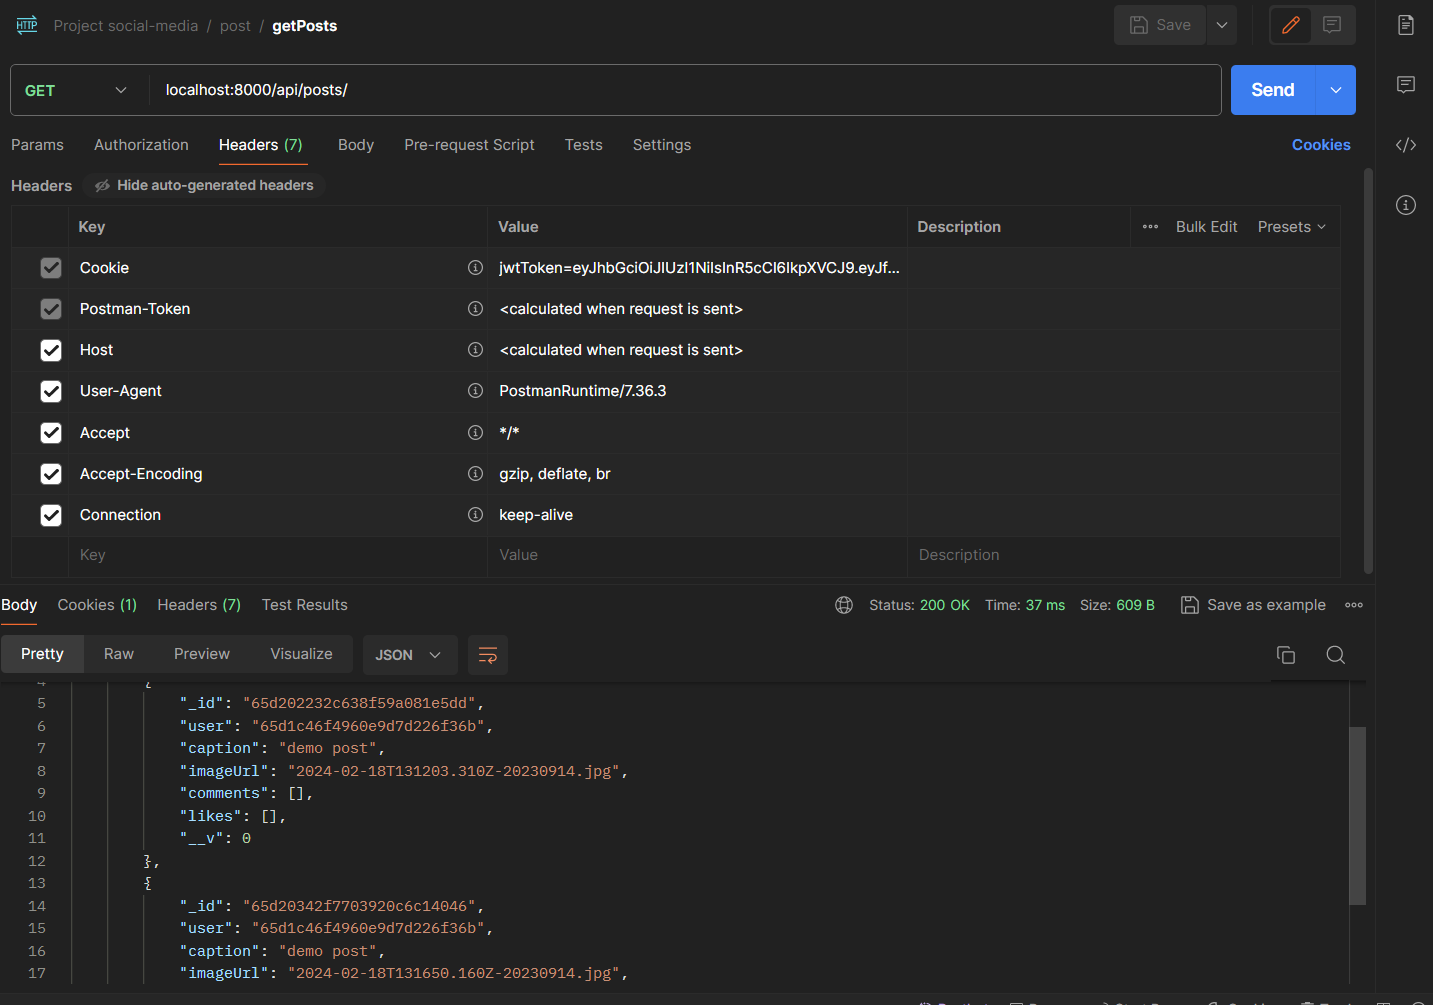 HTTP Project social-media / post / getPosts Save
GET localhost:8000/api/posts/ Send
Params Authorization Headers (7) Body Pre-request Script Tests Settings Cookies
Headers Hide auto-generated headers
Key Value Description Bulk Edit Presets
Cookie jwtToken=eyJhbGciOiJIUzI1NiIsInR5cCI6IkpXVCJ9.eyJf...
Postman-Token <calculated when request is sent>
Host <calculated when request is sent>
User-Agent PostmanRuntime/7.36.3
Accept */*
Accept-Encoding gzip, deflate, br
Connection keep-alive
Key Value Description
Body Cookies (1) Headers (7) Test Results Status: 200 OK Time: 37 ms Size: 609 B Save as example
Pretty Raw Preview Visualize JSON
4 {
5 "_id": "65d202232c638f59a081e5dd",
6 "user": "65d1c46f4960e9d7d226f36b",
7 "caption": "demo post",
8 "imageUrl": "2024-02-18T131203.310Z-20230914.jpg",
9 "comments": [],
10 "likes": [],
11 "__v": 0
12 },
13 {
14 "_id": "65d20342f7703920c6c14046",
15 "user": "65d1c46f4960e9d7d226f36b",
16 "caption": "demo post",
17 "imageUrl": "2024-02-18T131650.160Z-20230914.jpg",